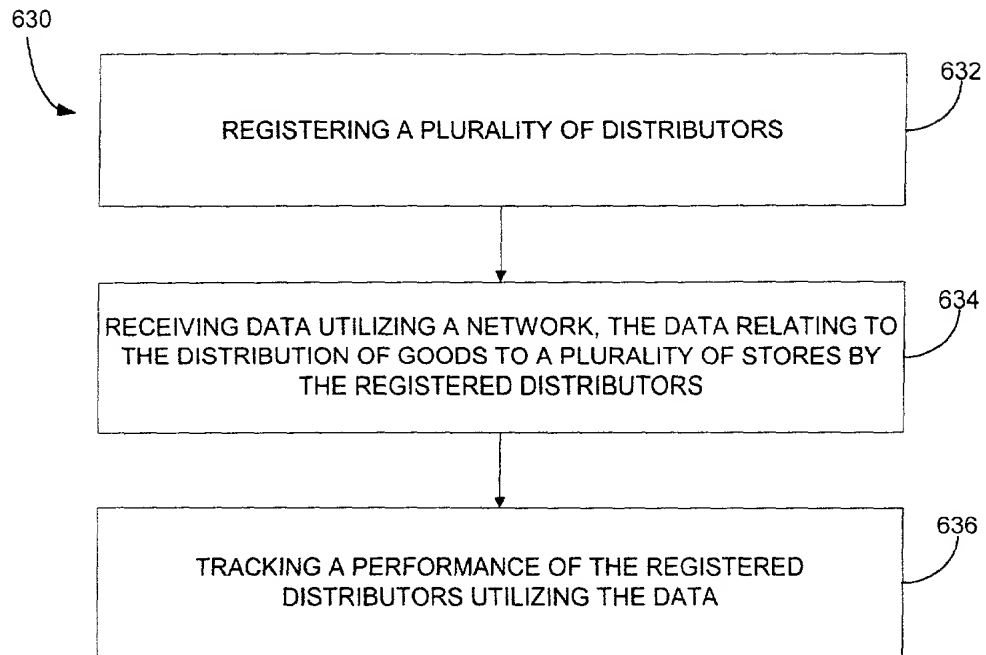 630
632
REGISTERING A PLURALITY OF DISTRIBUTORS
634
RECEIVING DATA UTILIZING A NETWORK, THE DATA RELATING TO
THE DISTRIBUTION OF GOODS TO A PLURALITY OF STORES BY
THE REGISTERED DISTRIBUTORS
636
TRACKING A PERFORMANCE OF THE REGISTERED
DISTRIBUTORS UTILIZING THE DATA